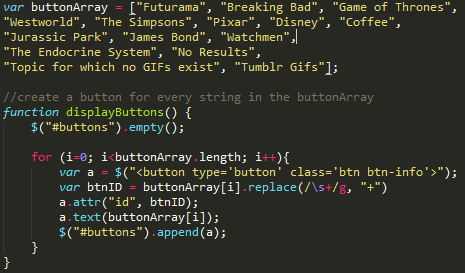 var buttonArray = ["Futurama", "Breaking Bad", "Game of Thrones",
"Westworld", "The Simpsons", "Pixar", "Disney", "Coffee",
"Jurassic Park", "James Bond", "Watchmen",
"The Endocrine System", "No Results",
"Topic for which no GIFs exist", "Tumblr Gifs"];
//create a button for every string in the buttonArray
function displayButtons() {
$("#buttons").empty();
for (i=0; i<buttonArray.length; i++){
var a = $("<button type='button' class='btn btn-info'>");
var btnID = buttonArray[i].replace(/\s+/g, "+")
a.attr("id", btnID);
a.text(buttonArray[i]);
$("#buttons").append(a);
}
}